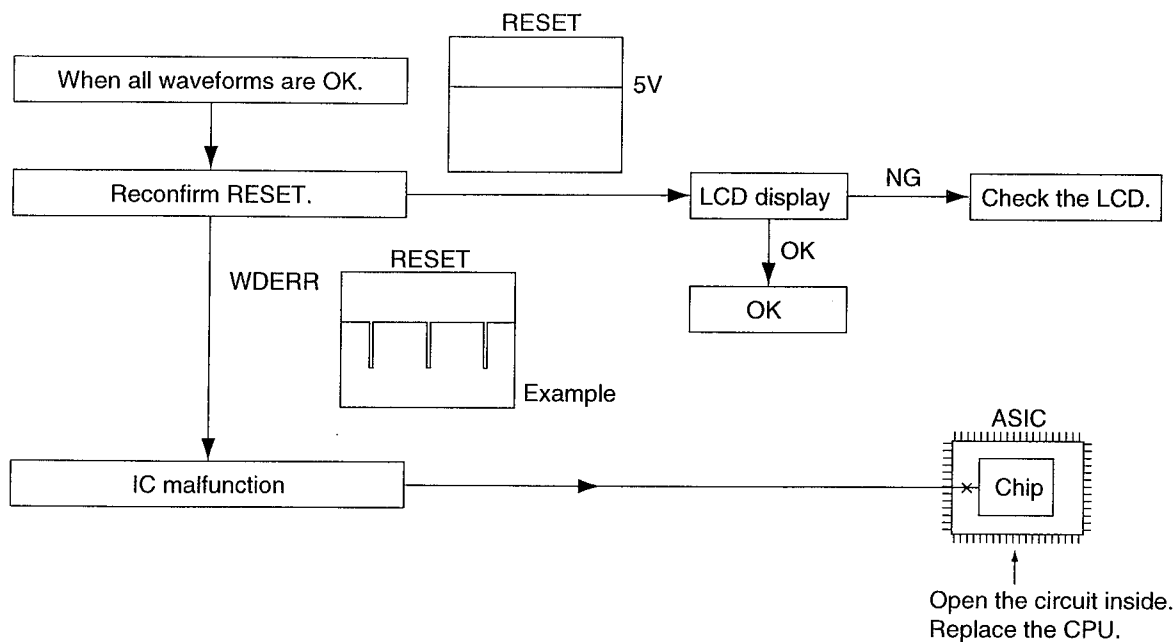 RESET
When all waveforms are OK.
5V
Reconfirm RESET.
LCD display
NG
Check the LCD.
OK
OK
WDERR
RESET
Example
IC malfunction
ASIC
Chip
Open the circuit inside.
Replace the CPU.